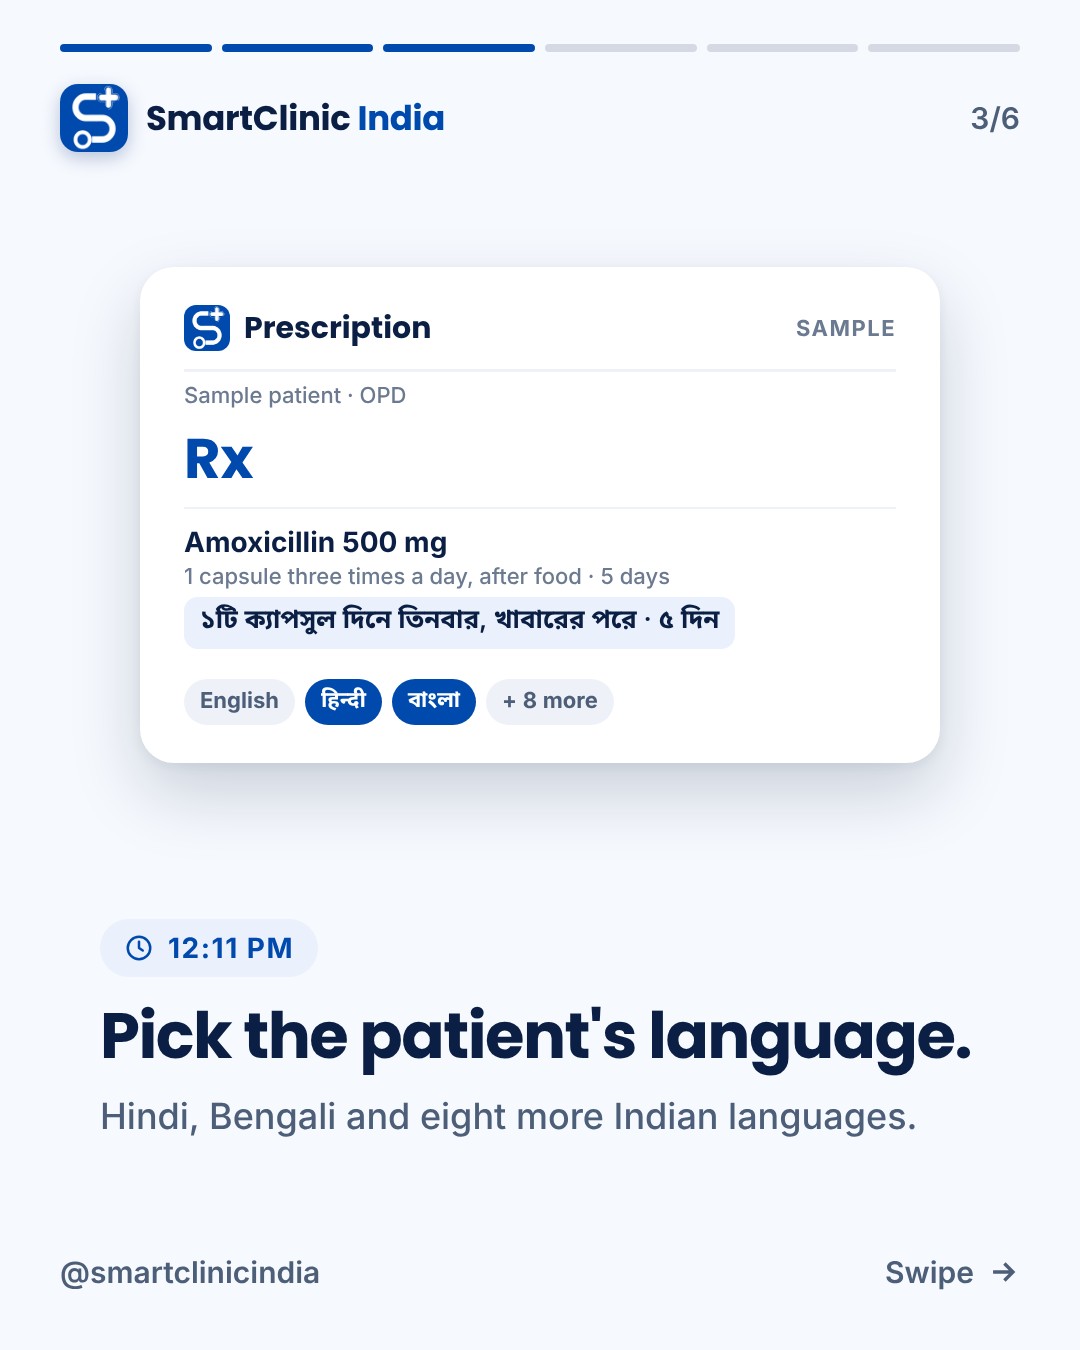 SmartClinic India
3/6
Prescription
SAMPLE
Sample patient · OPD
Rx
Amoxicillin 500 mg
1 capsule three times a day, after food · 5 days
১টি ক্যাপসুল দিনে তিনবার, খাবারের পরে · ৫ দিন
English
हिन्दी
বাংলা
+ 8 more
12:11 PM
Pick the patient's language.
Hindi, Bengali and eight more Indian languages.
@smartclinicindia
Swipe →